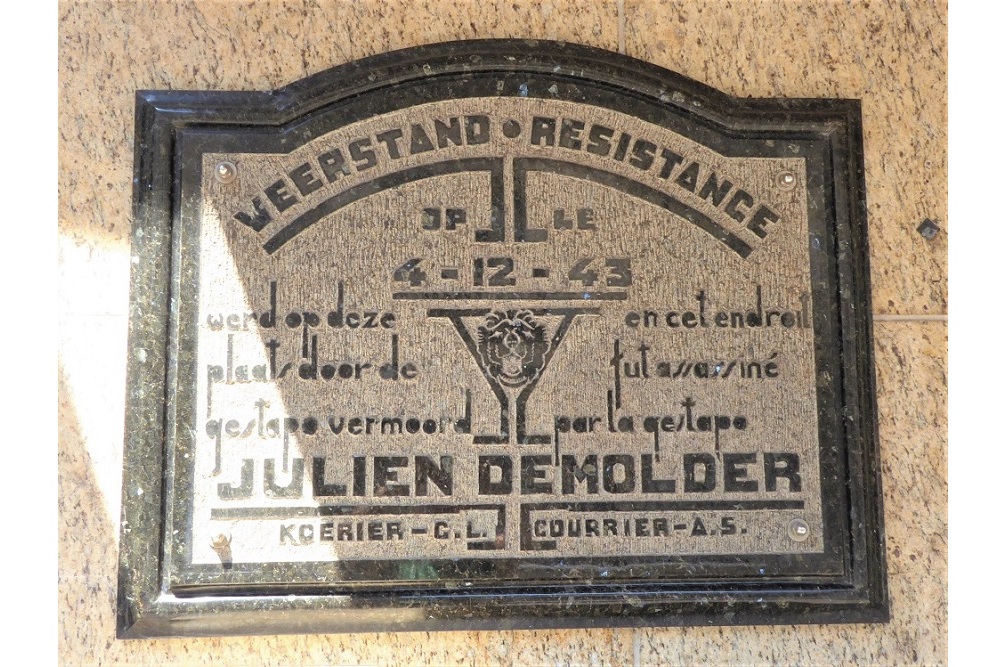 WEERSTAND • RESISTANCE
OP LE
4 - 12 - 43
werd op deze en cet endroit
plaats door de fut assassiné
gestapo vermoord par la gestapo
JULIEN DEMOLDER
KOERIER-G.L. COURRIER-A.S.